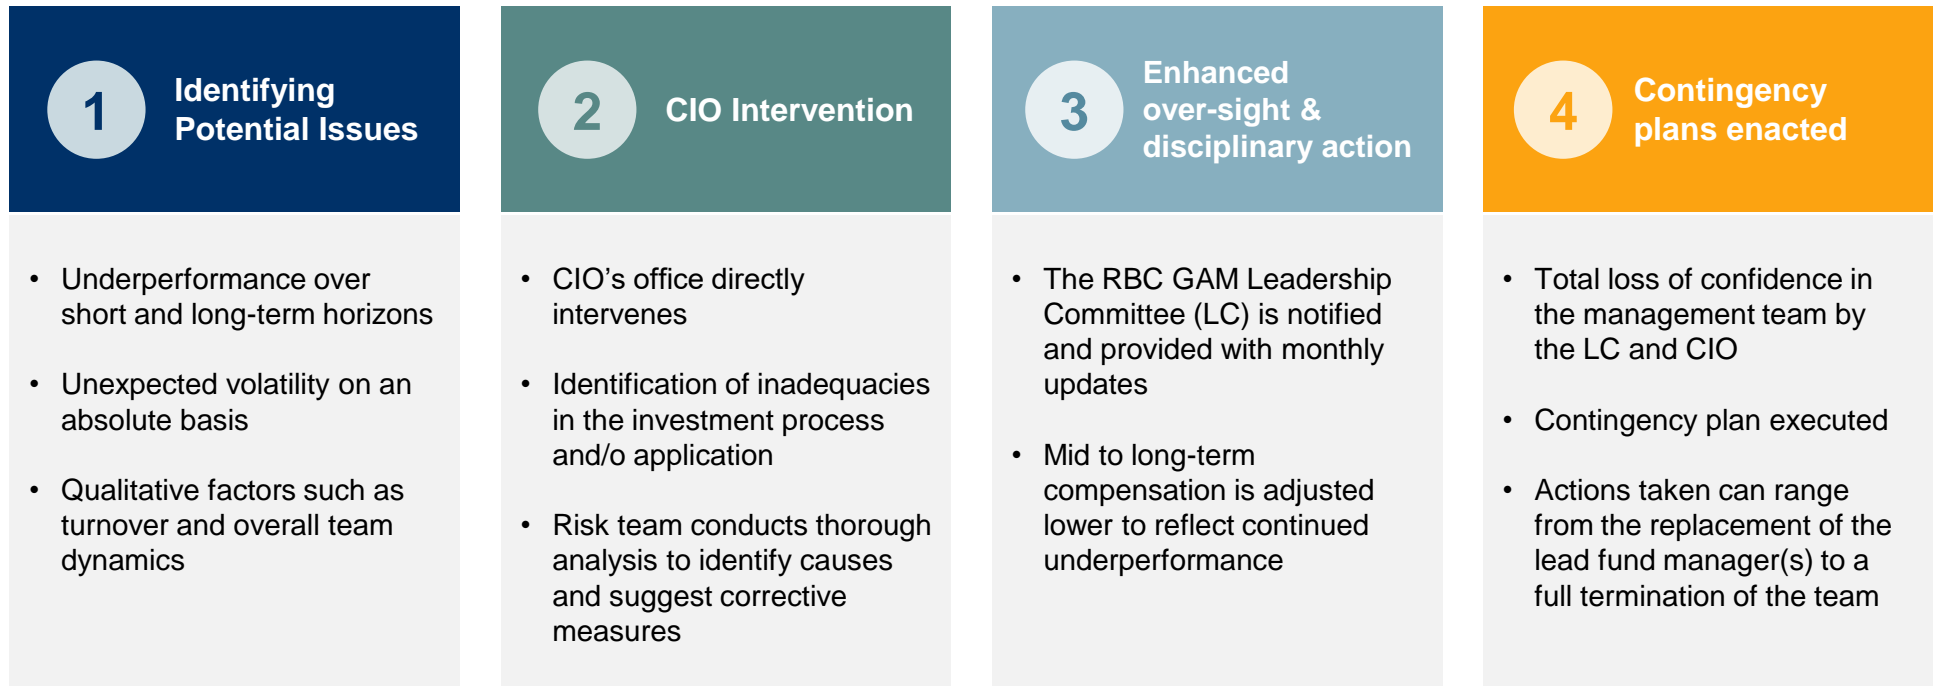 1
Identifying
Potential Issues
• Underperformance over
short and long-term horizons
• Unexpected volatility on an
absolute basis
• Qualitative factors such as
turnover and overall team
dynamics
2
CIO Intervention
• CIO’s office directly
intervenes
• Identification of inadequacies
in the investment process
and/o application
• Risk team conducts thorough
analysis to identify causes
and suggest corrective
measures
3
Enhanced
over-sight &
disciplinary action
• The RBC GAM Leadership
Committee (LC) is notified
and provided with monthly
updates
• Mid to long-term
compensation is adjusted
lower to reflect continued
underperformance
4
Contingency
plans enacted
• Total loss of confidence in
the management team by
the LC and CIO
• Contingency plan executed
• Actions taken can range
from the replacement of the
lead fund manager(s) to a
full termination of the team